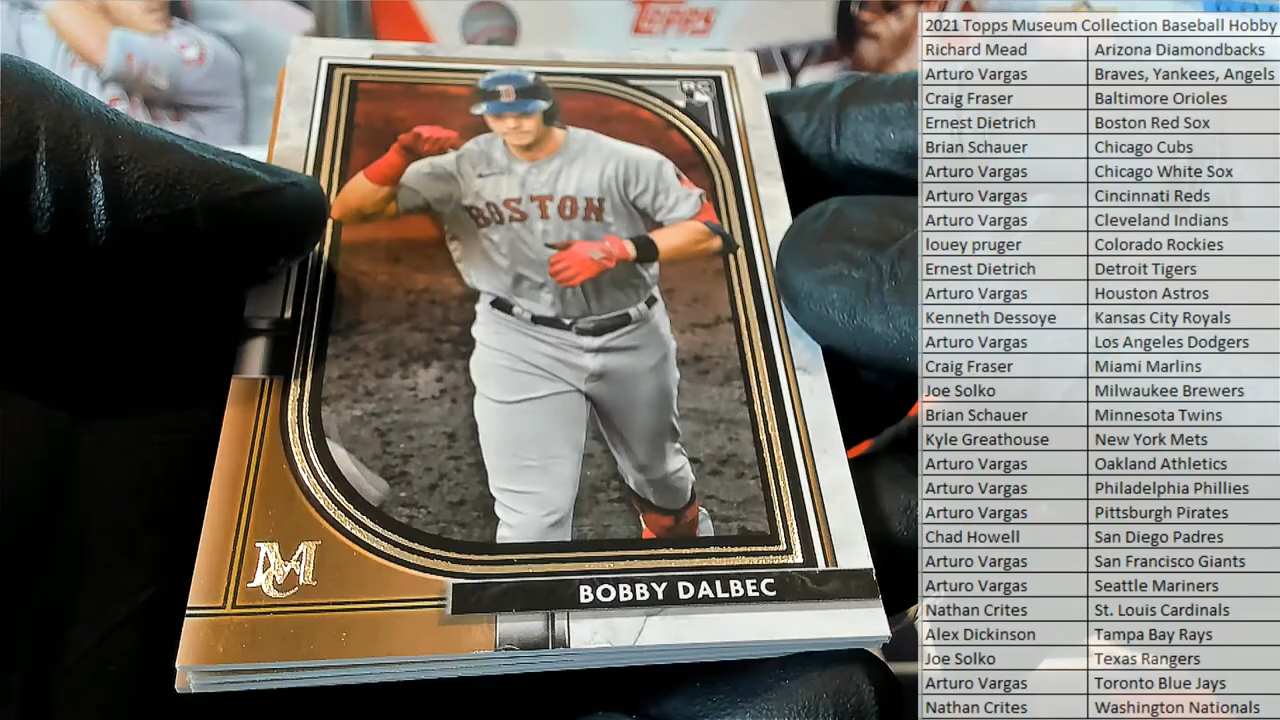 Topps
B
RC
BOSTON
MC
BOBBY DALBEC
2021 Topps Museum Collection Baseball Hobby
Richard Mead Arizona Diamondbacks
Arturo Vargas Braves, Yankees, Angels
Craig Fraser Baltimore Orioles
Ernest Dietrich Boston Red Sox
Brian Schauer Chicago Cubs
Arturo Vargas Chicago White Sox
Arturo Vargas Cincinnati Reds
Arturo Vargas Cleveland Indians
louey pruger Colorado Rockies
Ernest Dietrich Detroit Tigers
Arturo Vargas Houston Astros
Kenneth Dessoye Kansas City Royals
Arturo Vargas Los Angeles Dodgers
Craig Fraser Miami Marlins
Joe Solko Milwaukee Brewers
Brian Schauer Minnesota Twins
Kyle Greathouse New York Mets
Arturo Vargas Oakland Athletics
Arturo Vargas Philadelphia Phillies
Arturo Vargas Pittsburgh Pirates
Chad Howell San Diego Padres
Arturo Vargas San Francisco Giants
Arturo Vargas Seattle Mariners
Nathan Crites St. Louis Cardinals
Alex Dickinson Tampa Bay Rays
Joe Solko Texas Rangers
Arturo Vargas Toronto Blue Jays
Nathan Crites Washington Nationals